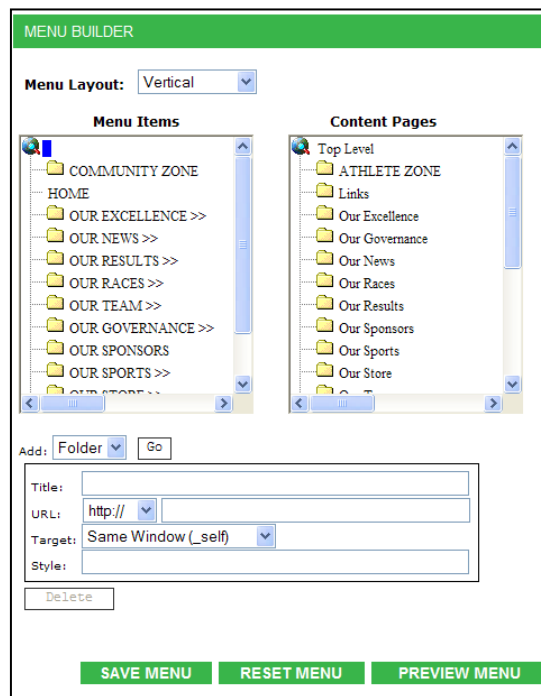 MENU BUILDER
Menu Layout: Vertical
Menu Items
COMMUNITY ZONE
HOME
OUR EXCELLENCE >>
OUR NEWS >>
OUR RESULTS >>
OUR RACES >>
OUR TEAM >>
OUR GOVERNANCE >>
OUR SPONSORS
OUR SPORTS >>
OUR STORE >>
Content Pages
Top Level
ATHLETE ZONE
Links
Our Excellence
Our Governance
Our News
Our Races
Our Results
Our Sponsors
Our Sports
Our Store
Add: Folder Go
Title:
URL: http://
Target: Same Window (_self)
Style:
Delete
SAVE MENU RESET MENU PREVIEW MENU